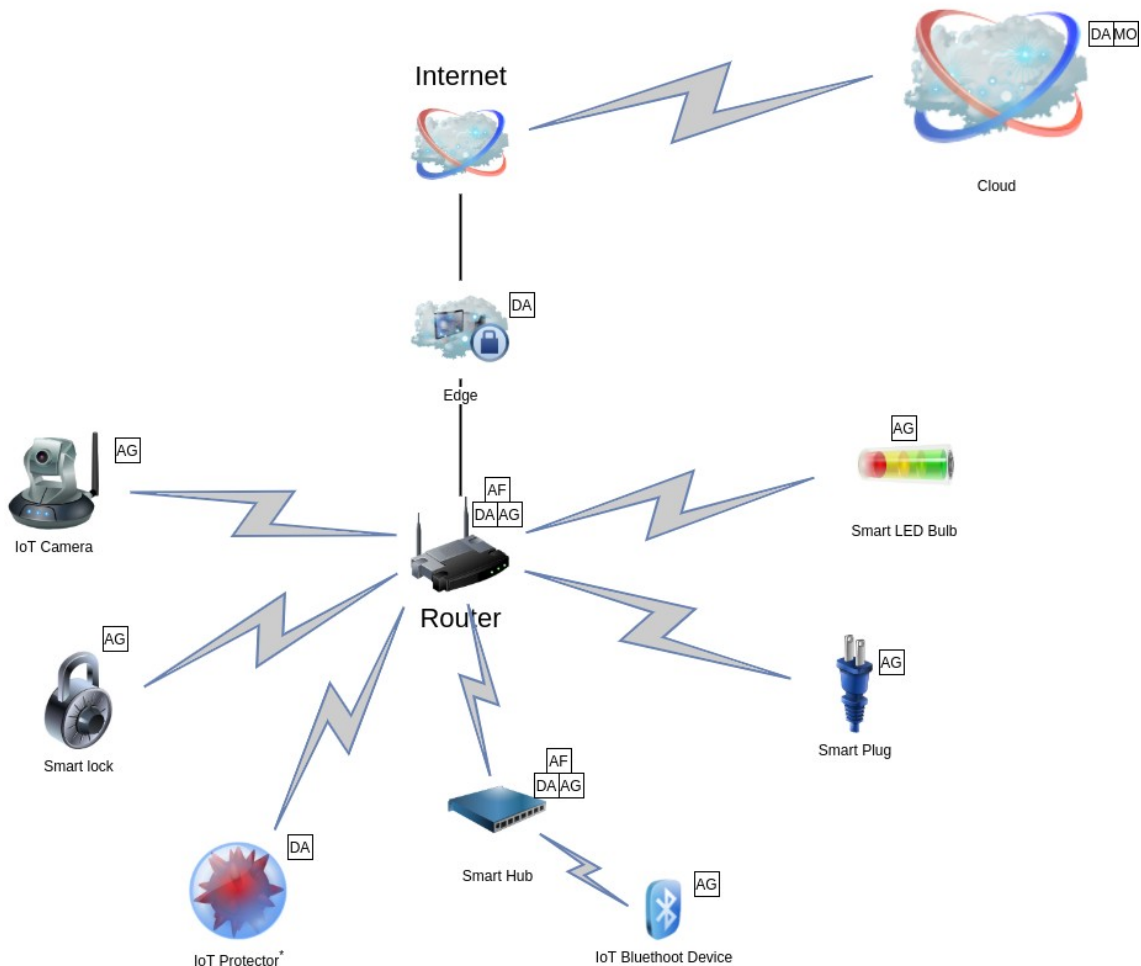 DA MO
Internet
Cloud
DA
Edge
AG
IoT Camera
AF
DA AG
Router
AG
Smart LED Bulb
AG
Smart lock
AG
Smart Plug
AF
DA AG
Smart Hub
DA
IoT Protector*
AG
IoT Bluethoot Device